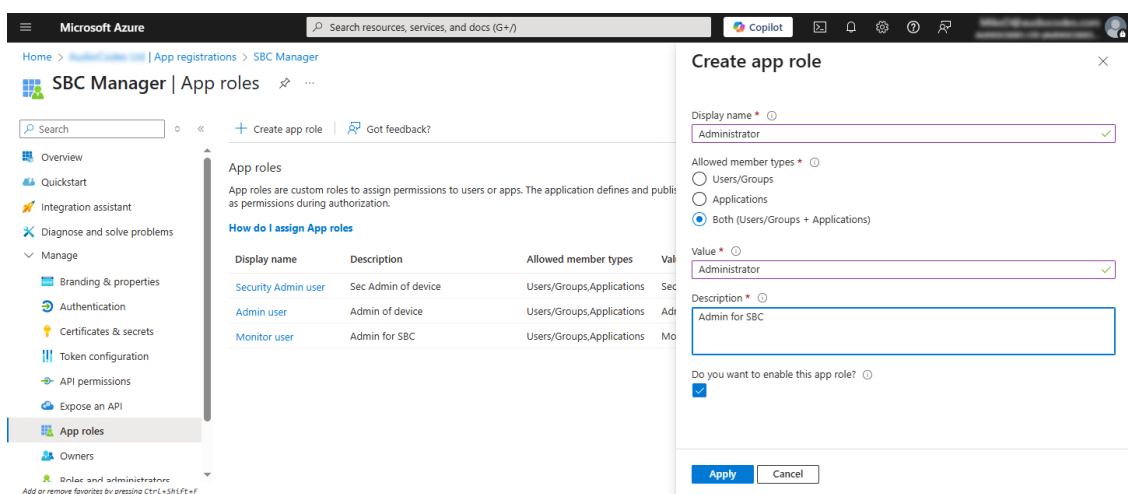 Microsoft Azure
Search resources, services, and docs (G+/)
Copilot
Home > | App registrations > SBC Manager
SBC Manager | App roles
Search
Overview
Quickstart
Integration assistant
Diagnose and solve problems
Manage
Branding & properties
Authentication
Certificates & secrets
Token configuration
API permissions
Expose an API
App roles
Owners
Roles and administrators
Add or remove favorites by pressing Ctrl+Shift+F
Create app role
Got feedback?
App roles
App roles are custom roles to assign permissions to users or apps. The application defines and publis
as permissions during authorization.
How do I assign App roles
Display name Description Allowed member types Val
Security Admin user Sec Admin of device Users/Groups,Applications Sec
Admin user Admin of device Users/Groups,Applications Adr
Monitor user Admin for SBC Users/Groups,Applications Mo
Create app role
Display name *
Administrator
Allowed member types *
Users/Groups
Applications
Both (Users/Groups + Applications)
Value *
Administrator
Description *
Admin for SBC
Do you want to enable this app role?
Apply Cancel